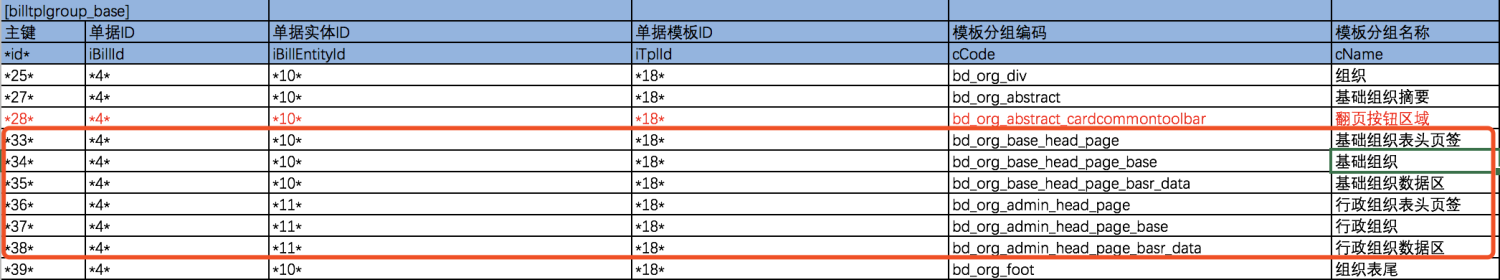 [billtplgroup_base]
主键 单据ID 单据实体ID 单据模板ID 模板分组编码 模板分组名称
*id* iBillId iBillEntityId iTplId cCode cName
*25* *4* *10* *18* bd_org_div 组织
*27* *4* *10* *18* bd_org_abstract 基础组织摘要
*28* *4* *10* *18* bd_org_abstract_cardcommontoolbar 翻页按钮区域
*33* *4* *10* *18* bd_org_base_head_page 基础组织表头页签
*34* *4* *10* *18* bd_org_base_head_page_base 基础组织
*35* *4* *10* *18* bd_org_base_head_page_basr_data 基础组织数据区
*36* *4* *11* *18* bd_org_admin_head_page 行政组织表头页签
*37* *4* *11* *18* bd_org_admin_head_page_base 行政组织
*38* *4* *11* *18* bd_org_admin_head_page_basr_data 行政组织数据区
*39* *4* *10* *18* bd_org_foot 组织表尾